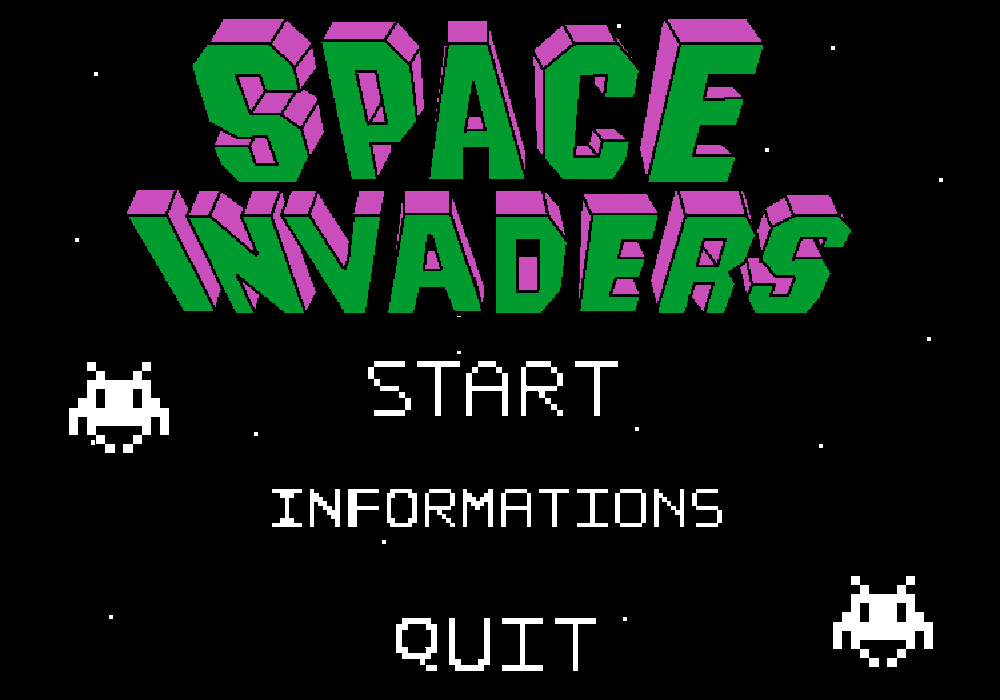 SPACE
INVADERS
START
INFORMATIONS
QUIT